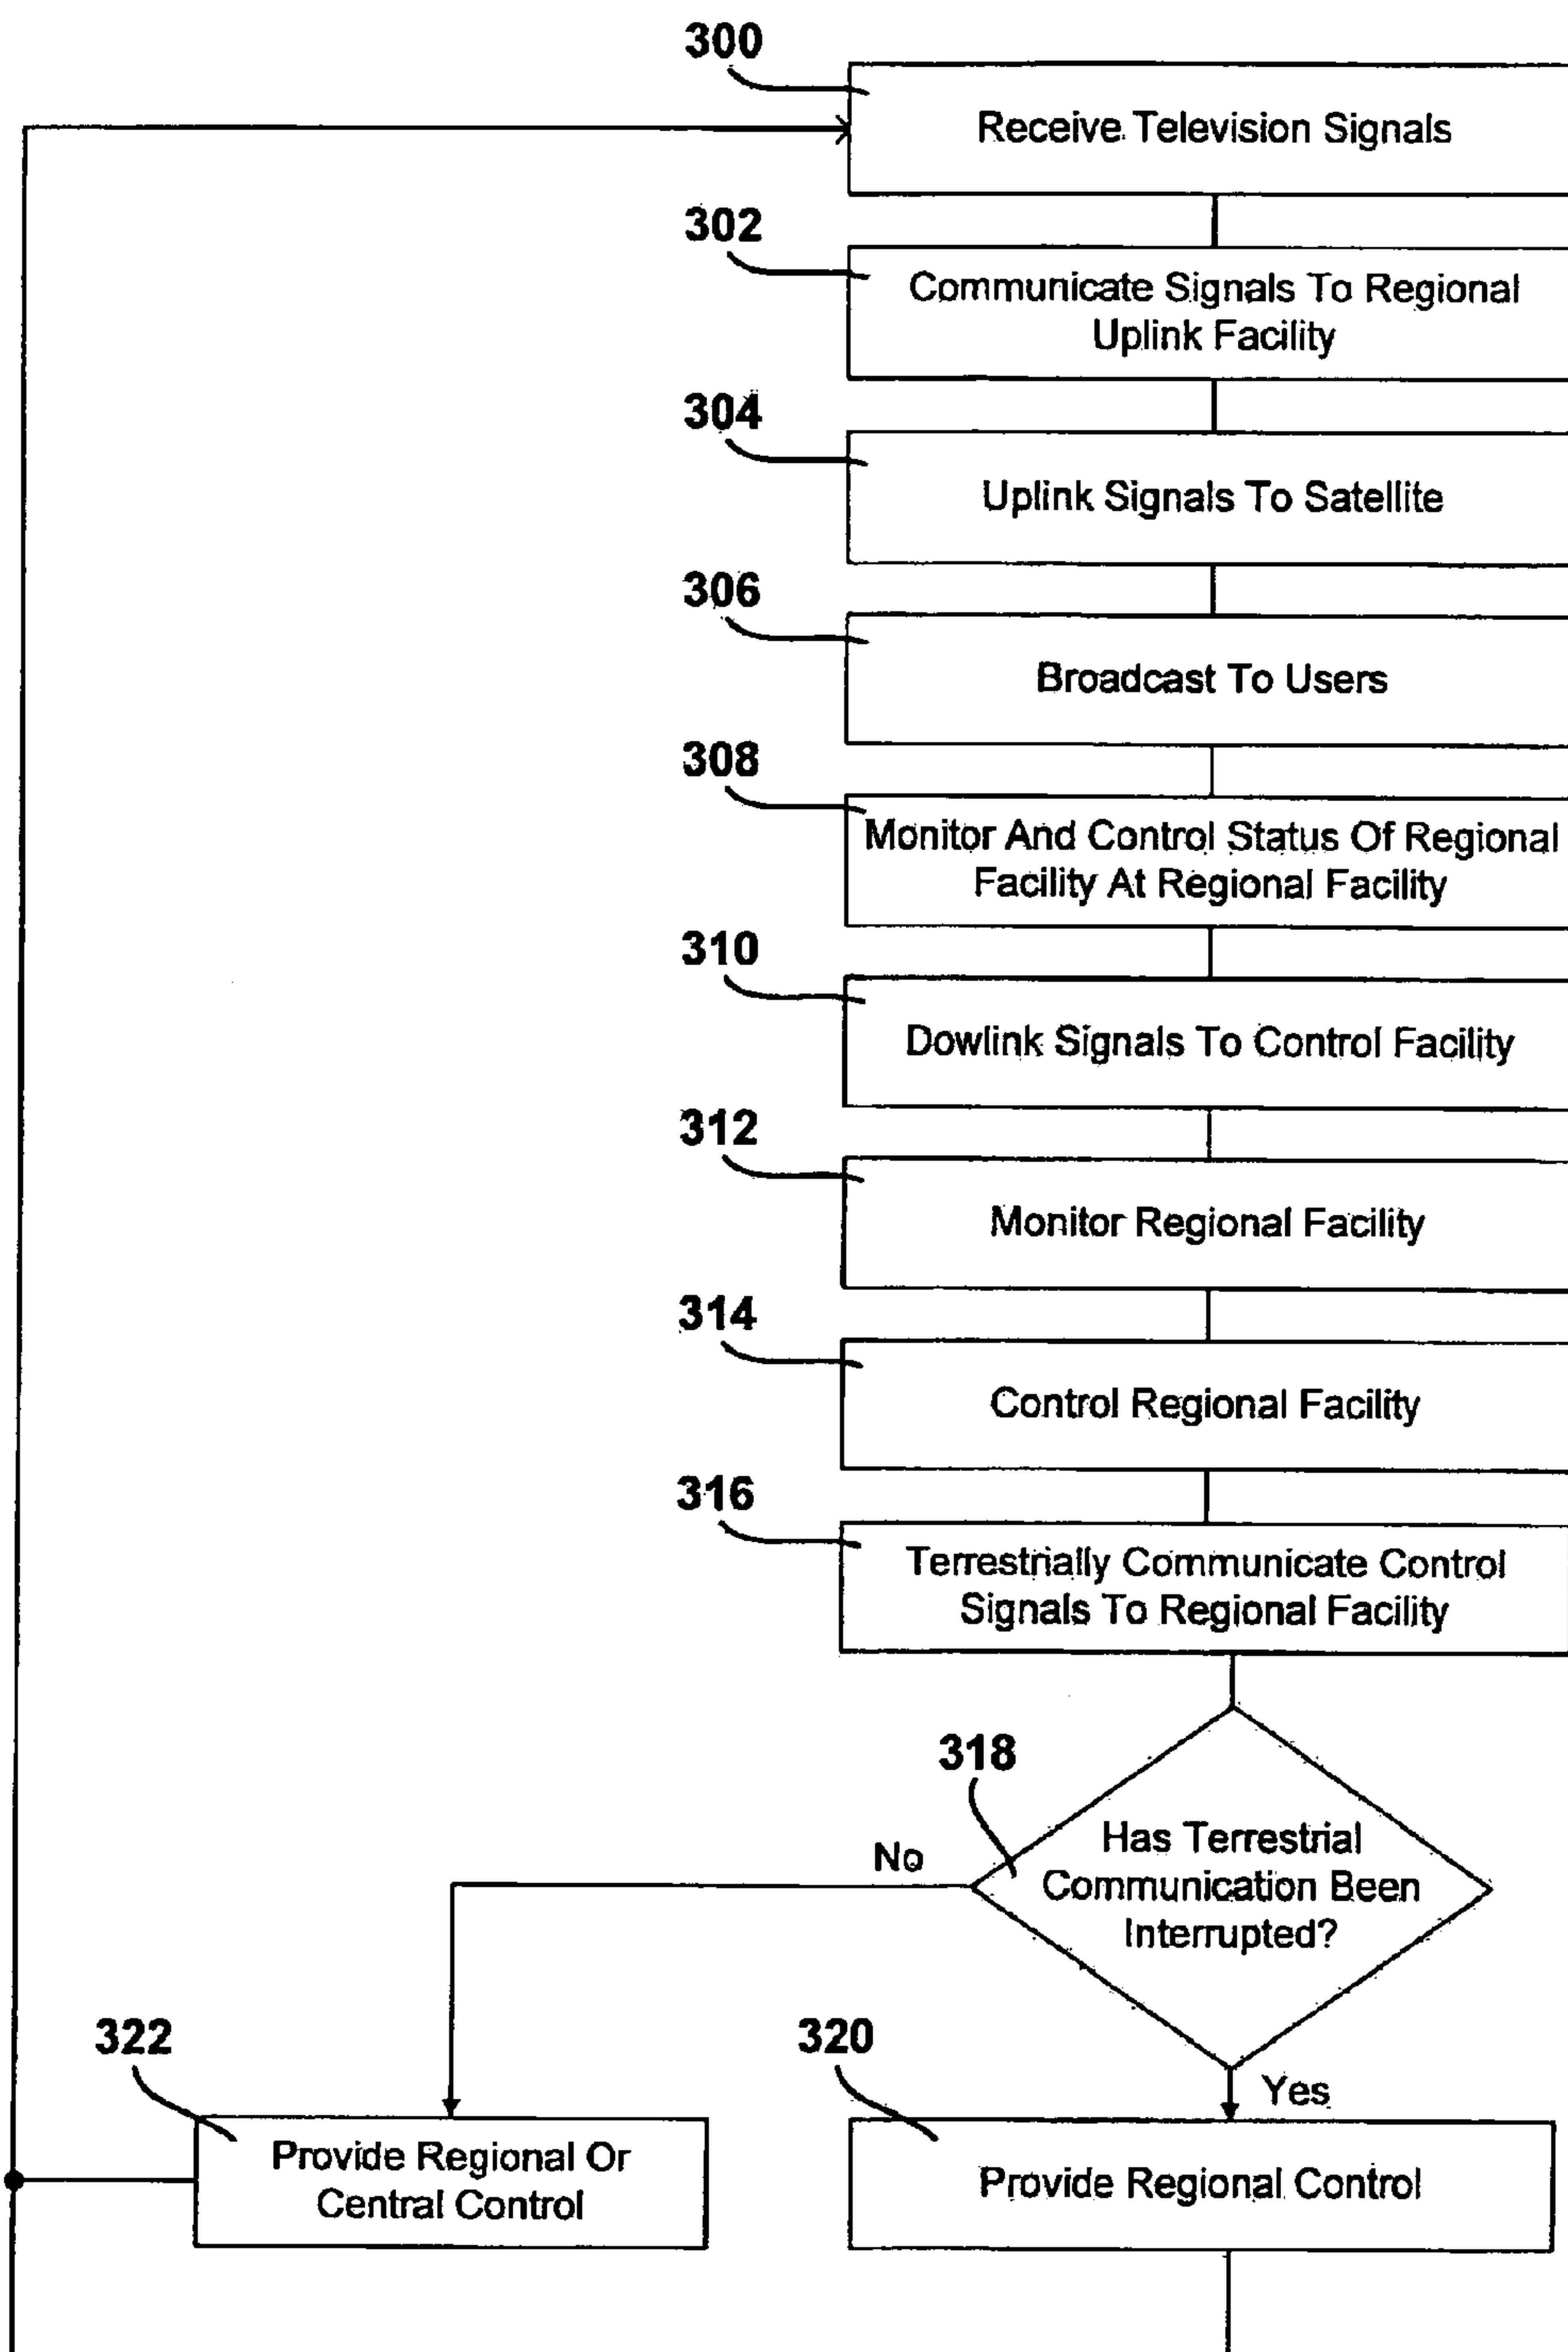 300
Receive Television Signals
302
Communicate Signals To Regional
Uplink Facility
304
Uplink Signals To Satellite
306
Broadcast To Users
308
Monitor And Control Status Of Regional
Facility At Regional Facility
310
Dowlink Signals To Control Facility
312
Monitor Regional Facility
314
Control Regional Facility
316
Terrestrially Communicate Control
Signals To Regional Facility
318
Has Terrestrial
Communication Been
Interrupted?
No
Yes
322
Provide Regional Or
Central Control
320
Provide Regional Control